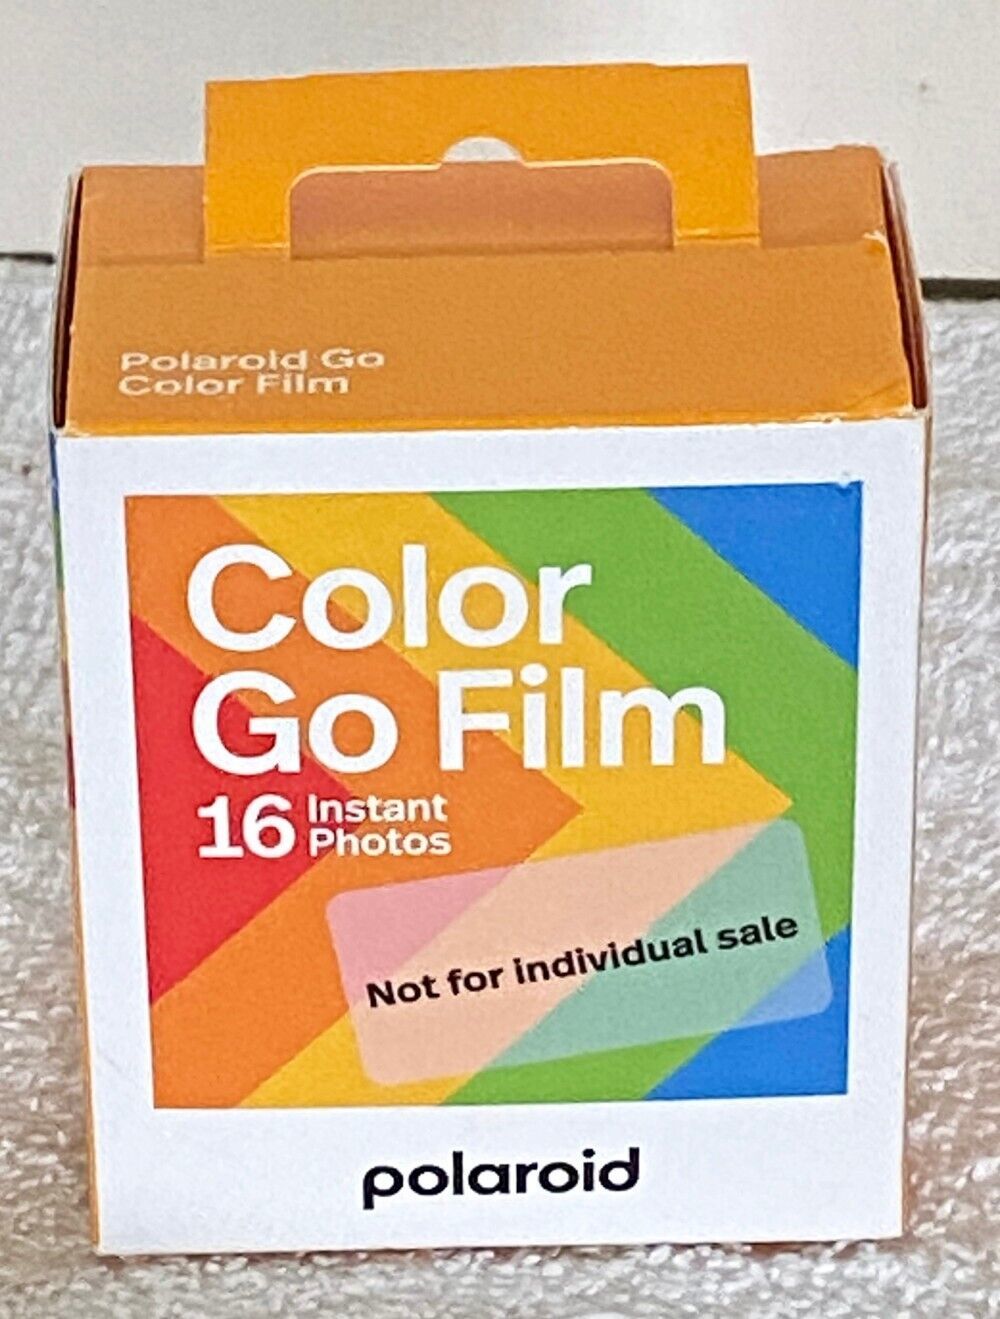 Polaroid Go
Color Film
Color
Go Film
16 Instant
Photos
Not for individual sale
polaroid